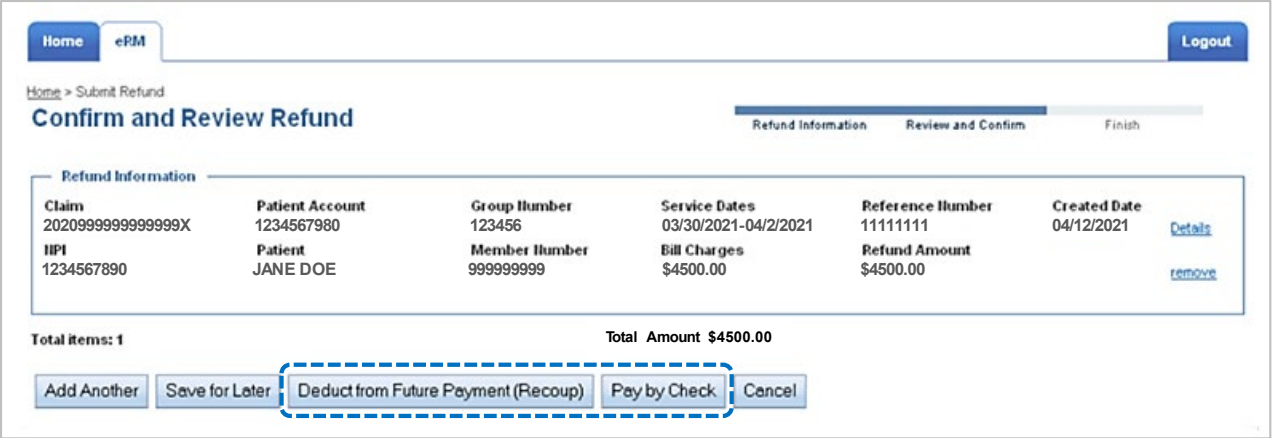 Home eRM Logout
Home > Submit Refund
Confirm and Review Refund
Refund Information Review and Confirm Finish
Refund Information
Claim Patient Account Group Number Service Dates Reference Number Created Date
2020999999999999X 1234567980 123456 03/30/2021-04/2/2021 11111111 04/12/2021 Details
NPI Patient Member Number Bill Charges Refund Amount
1234567890 JANE DOE 999999999 $4500.00 $4500.00 remove
Total items: 1 Total Amount $4500.00
Add Another Save for Later Deduct from Future Payment (Recoup) Pay by Check Cancel